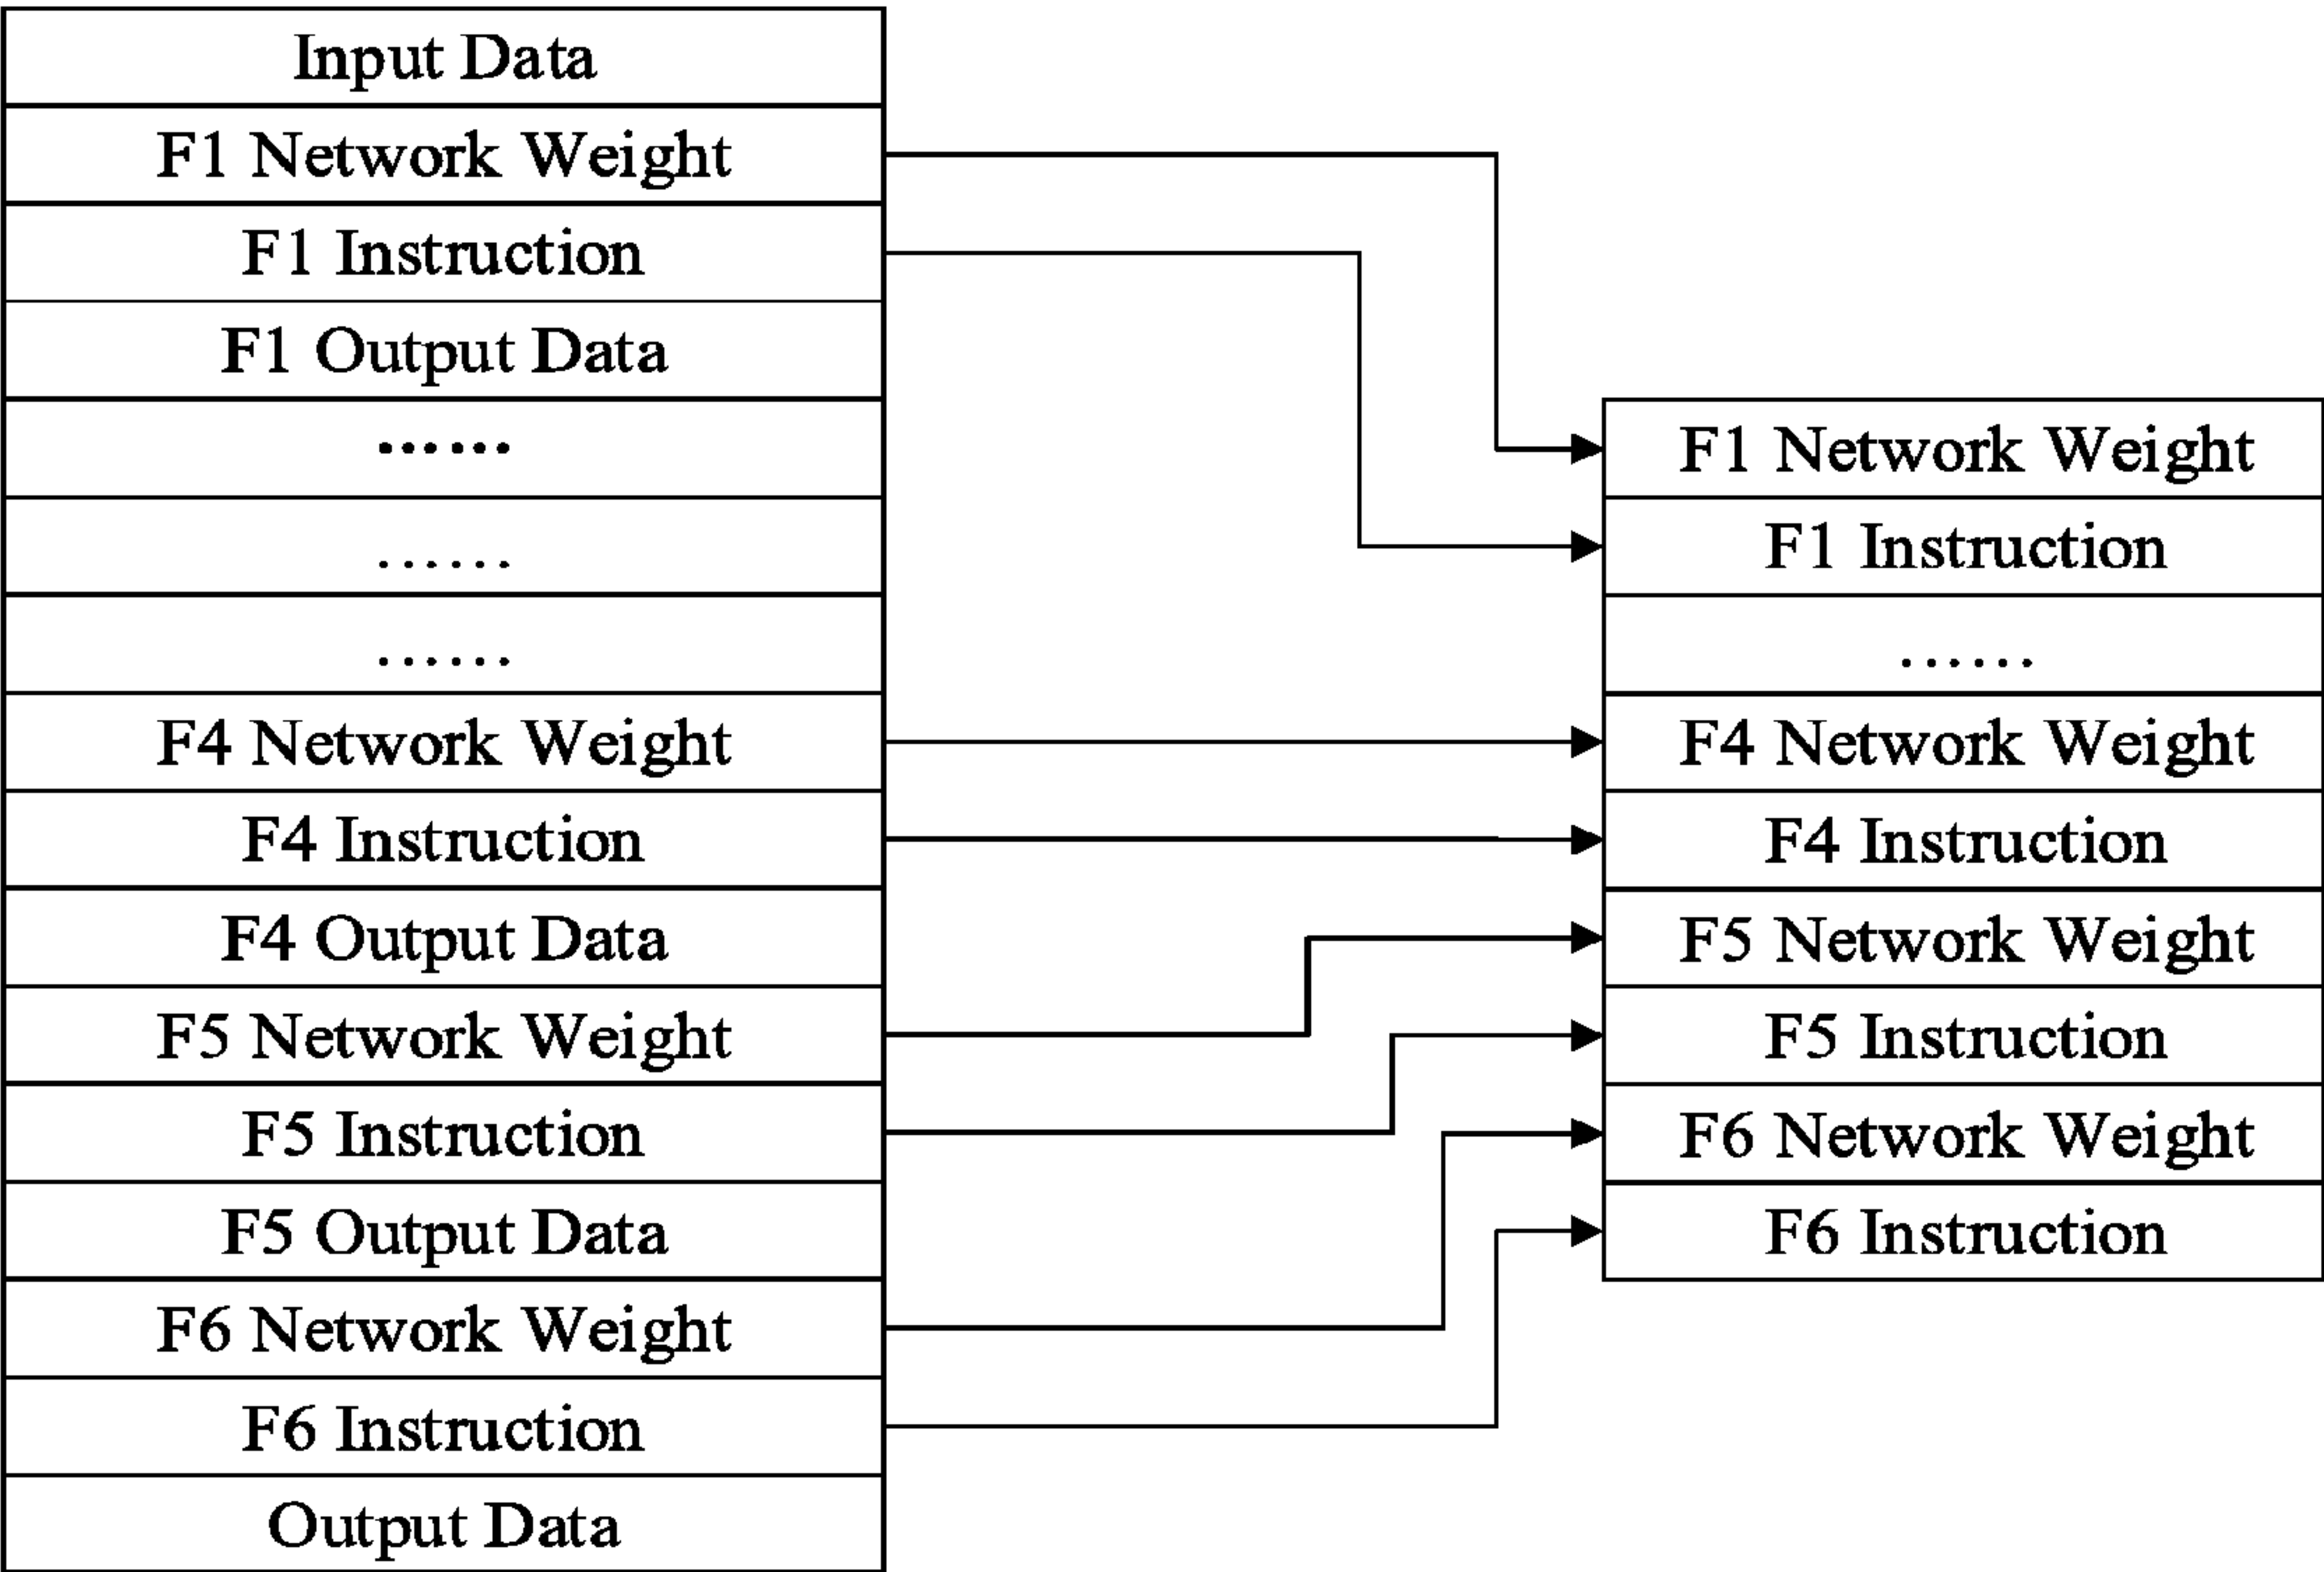 Input Data
F1 Network Weight
F1 Instruction
F1 Output Data
......
......
......
F4 Network Weight
F4 Instruction
F4 Output Data
F5 Network Weight
F5 Instruction
F5 Output Data
F6 Network Weight
F6 Instruction
Output Data
F1 Network Weight
F1 Instruction
......
F4 Network Weight
F4 Instruction
F5 Network Weight
F5 Instruction
F6 Network Weight
F6 Instruction